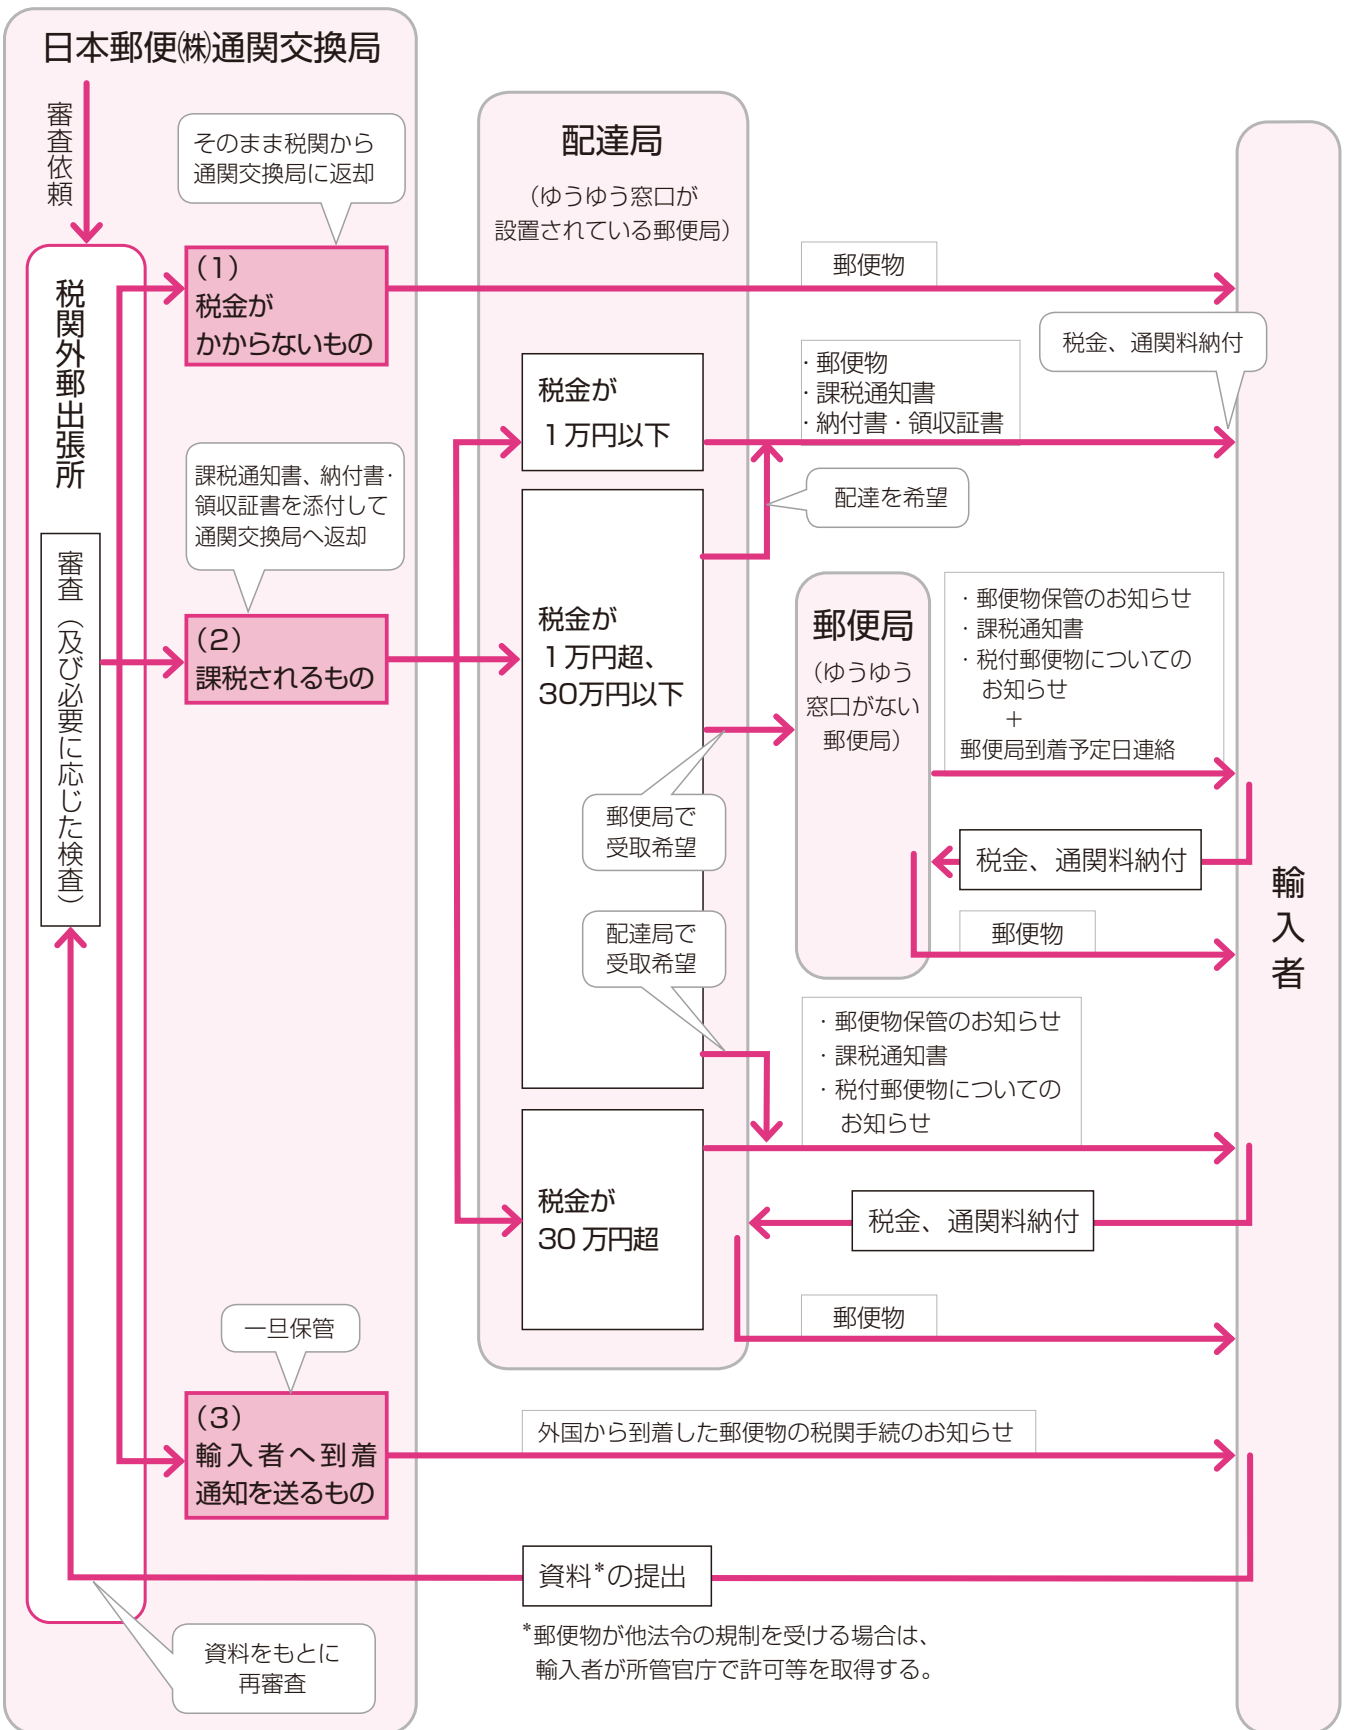 日本郵便㈱通関交換局
審査依頼
そのまま税関から
通関交換局に返却
税関外郵出張所
(1)
税金が
かからないもの
課税通知書、納付書・
領収証書を添付して
通関交換局へ返却
審査（及び必要に応じた検査）
(2)
課税されるもの
一旦保管
(3)
輸入者へ到着
通知を送るもの
資料をもとに
再審査
配達局
（ゆうゆう窓口が
設置されている郵便局）
税金が
1万円以下
税金が
1万円超、
30万円以下
郵便局で
受取希望
配達局で
受取希望
税金が
30万円超
郵便物
・郵便物
・課税通知書
・納付書・領収証書
税金、通関料納付
配達を希望
郵便局
（ゆうゆう
窓口がない
郵便局）
・郵便物保管のお知らせ
・課税通知書
・税付郵便物についての
お知らせ
＋
郵便局到着予定日連絡
税金、通関料納付
郵便物
・郵便物保管のお知らせ
・課税通知書
・税付郵便物についての
お知らせ
税金、通関料納付
郵便物
外国から到着した郵便物の税関手続のお知らせ
資料*の提出
*郵便物が他法令の規制を受ける場合は、
輸入者が所管官庁で許可等を取得する。
輸入者